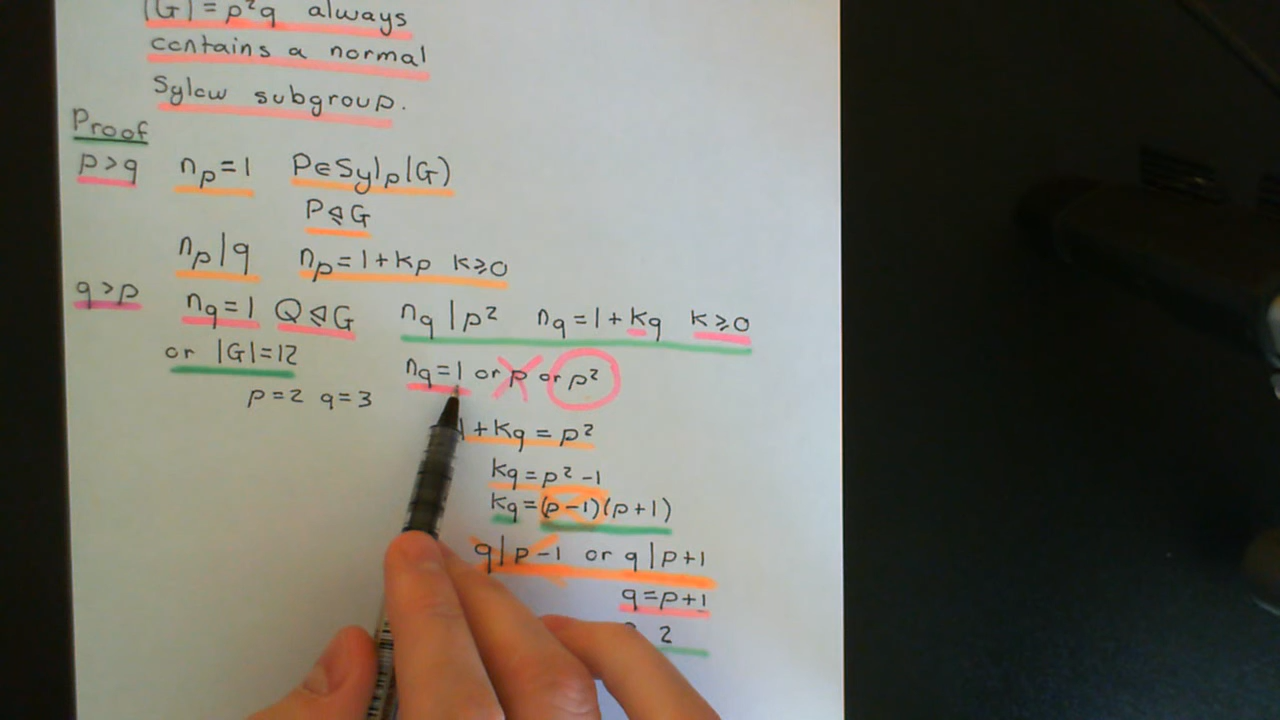 |G| = p²q always
contains a normal
Sylow subgroup.
Proof
p>q n_p=1 P∈Syl_p(G)
P⊲G
n_p|q n_p=1+kp k≥0
q>p n_q=1 Q⊲G n_q|p² n_q=1+kq k≥0
or |G|=12 n_q=1 or p or p²
p=2 q=3
1+kq=p²
kq=p²-1
kq=(p-1)(p+1)
q|p-1 or q|p+1
q=p+1
2